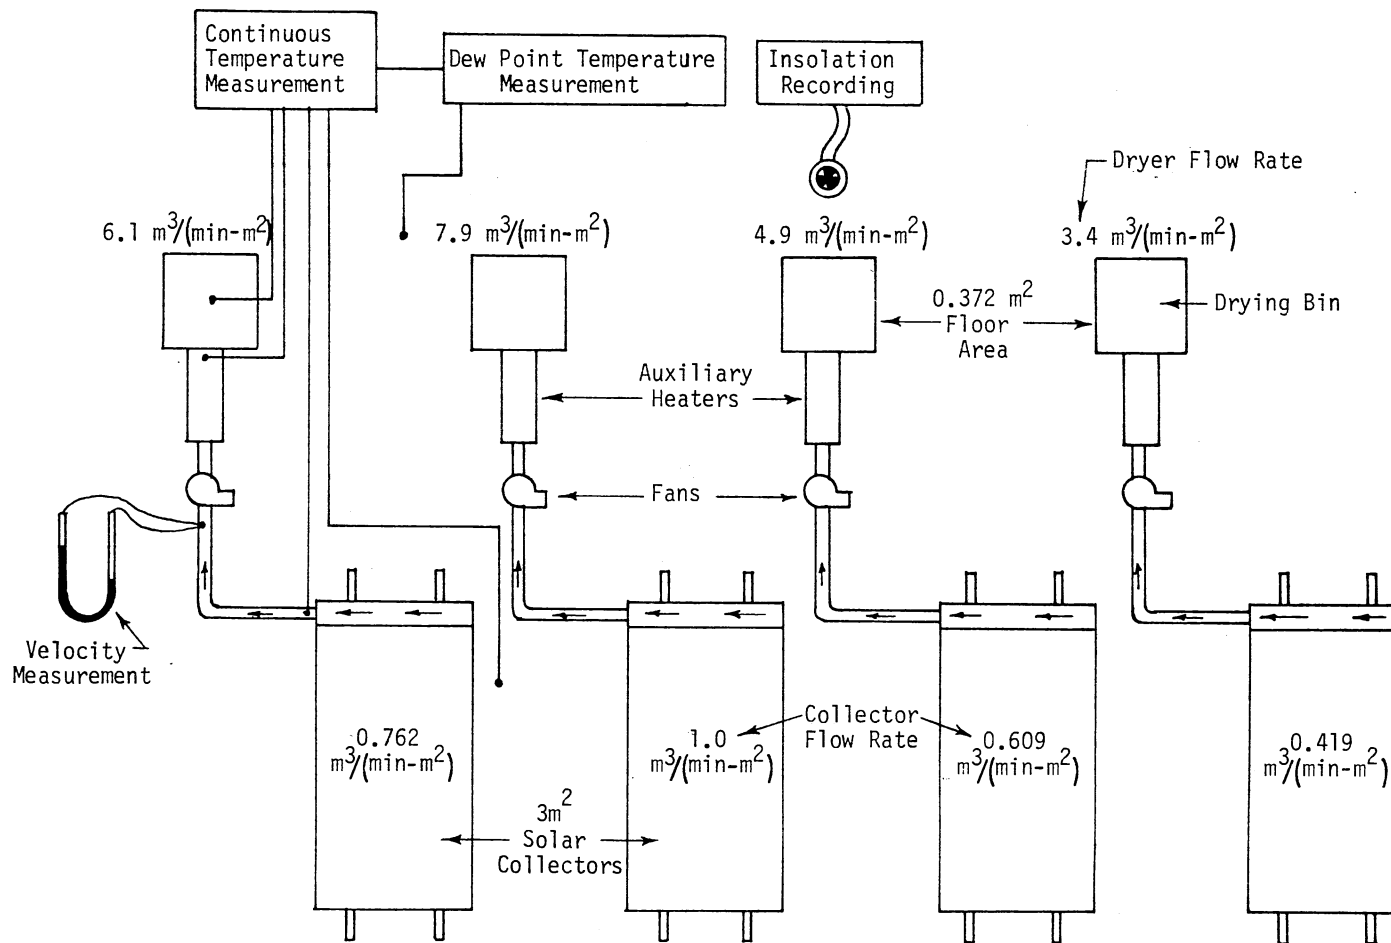 Continuous
Temperature
Measurement
Dew Point Temperature
Measurement
Insolation
Recording
Dryer Flow Rate
6.1 m³/(min-m²)
7.9 m³/(min-m²)
4.9 m³/(min-m²)
3.4 m³/(min-m²)
0.372 m²
Floor
Area
Drying Bin
Auxiliary
Heaters
Fans
Velocity
Measurement
0.762
m³/(min-m²)
1.0
m³/(min-m²)
Collector
Flow Rate
0.609
m³/(min-m²)
0.419
m³/(min-m²)
3m²
Solar
Collectors